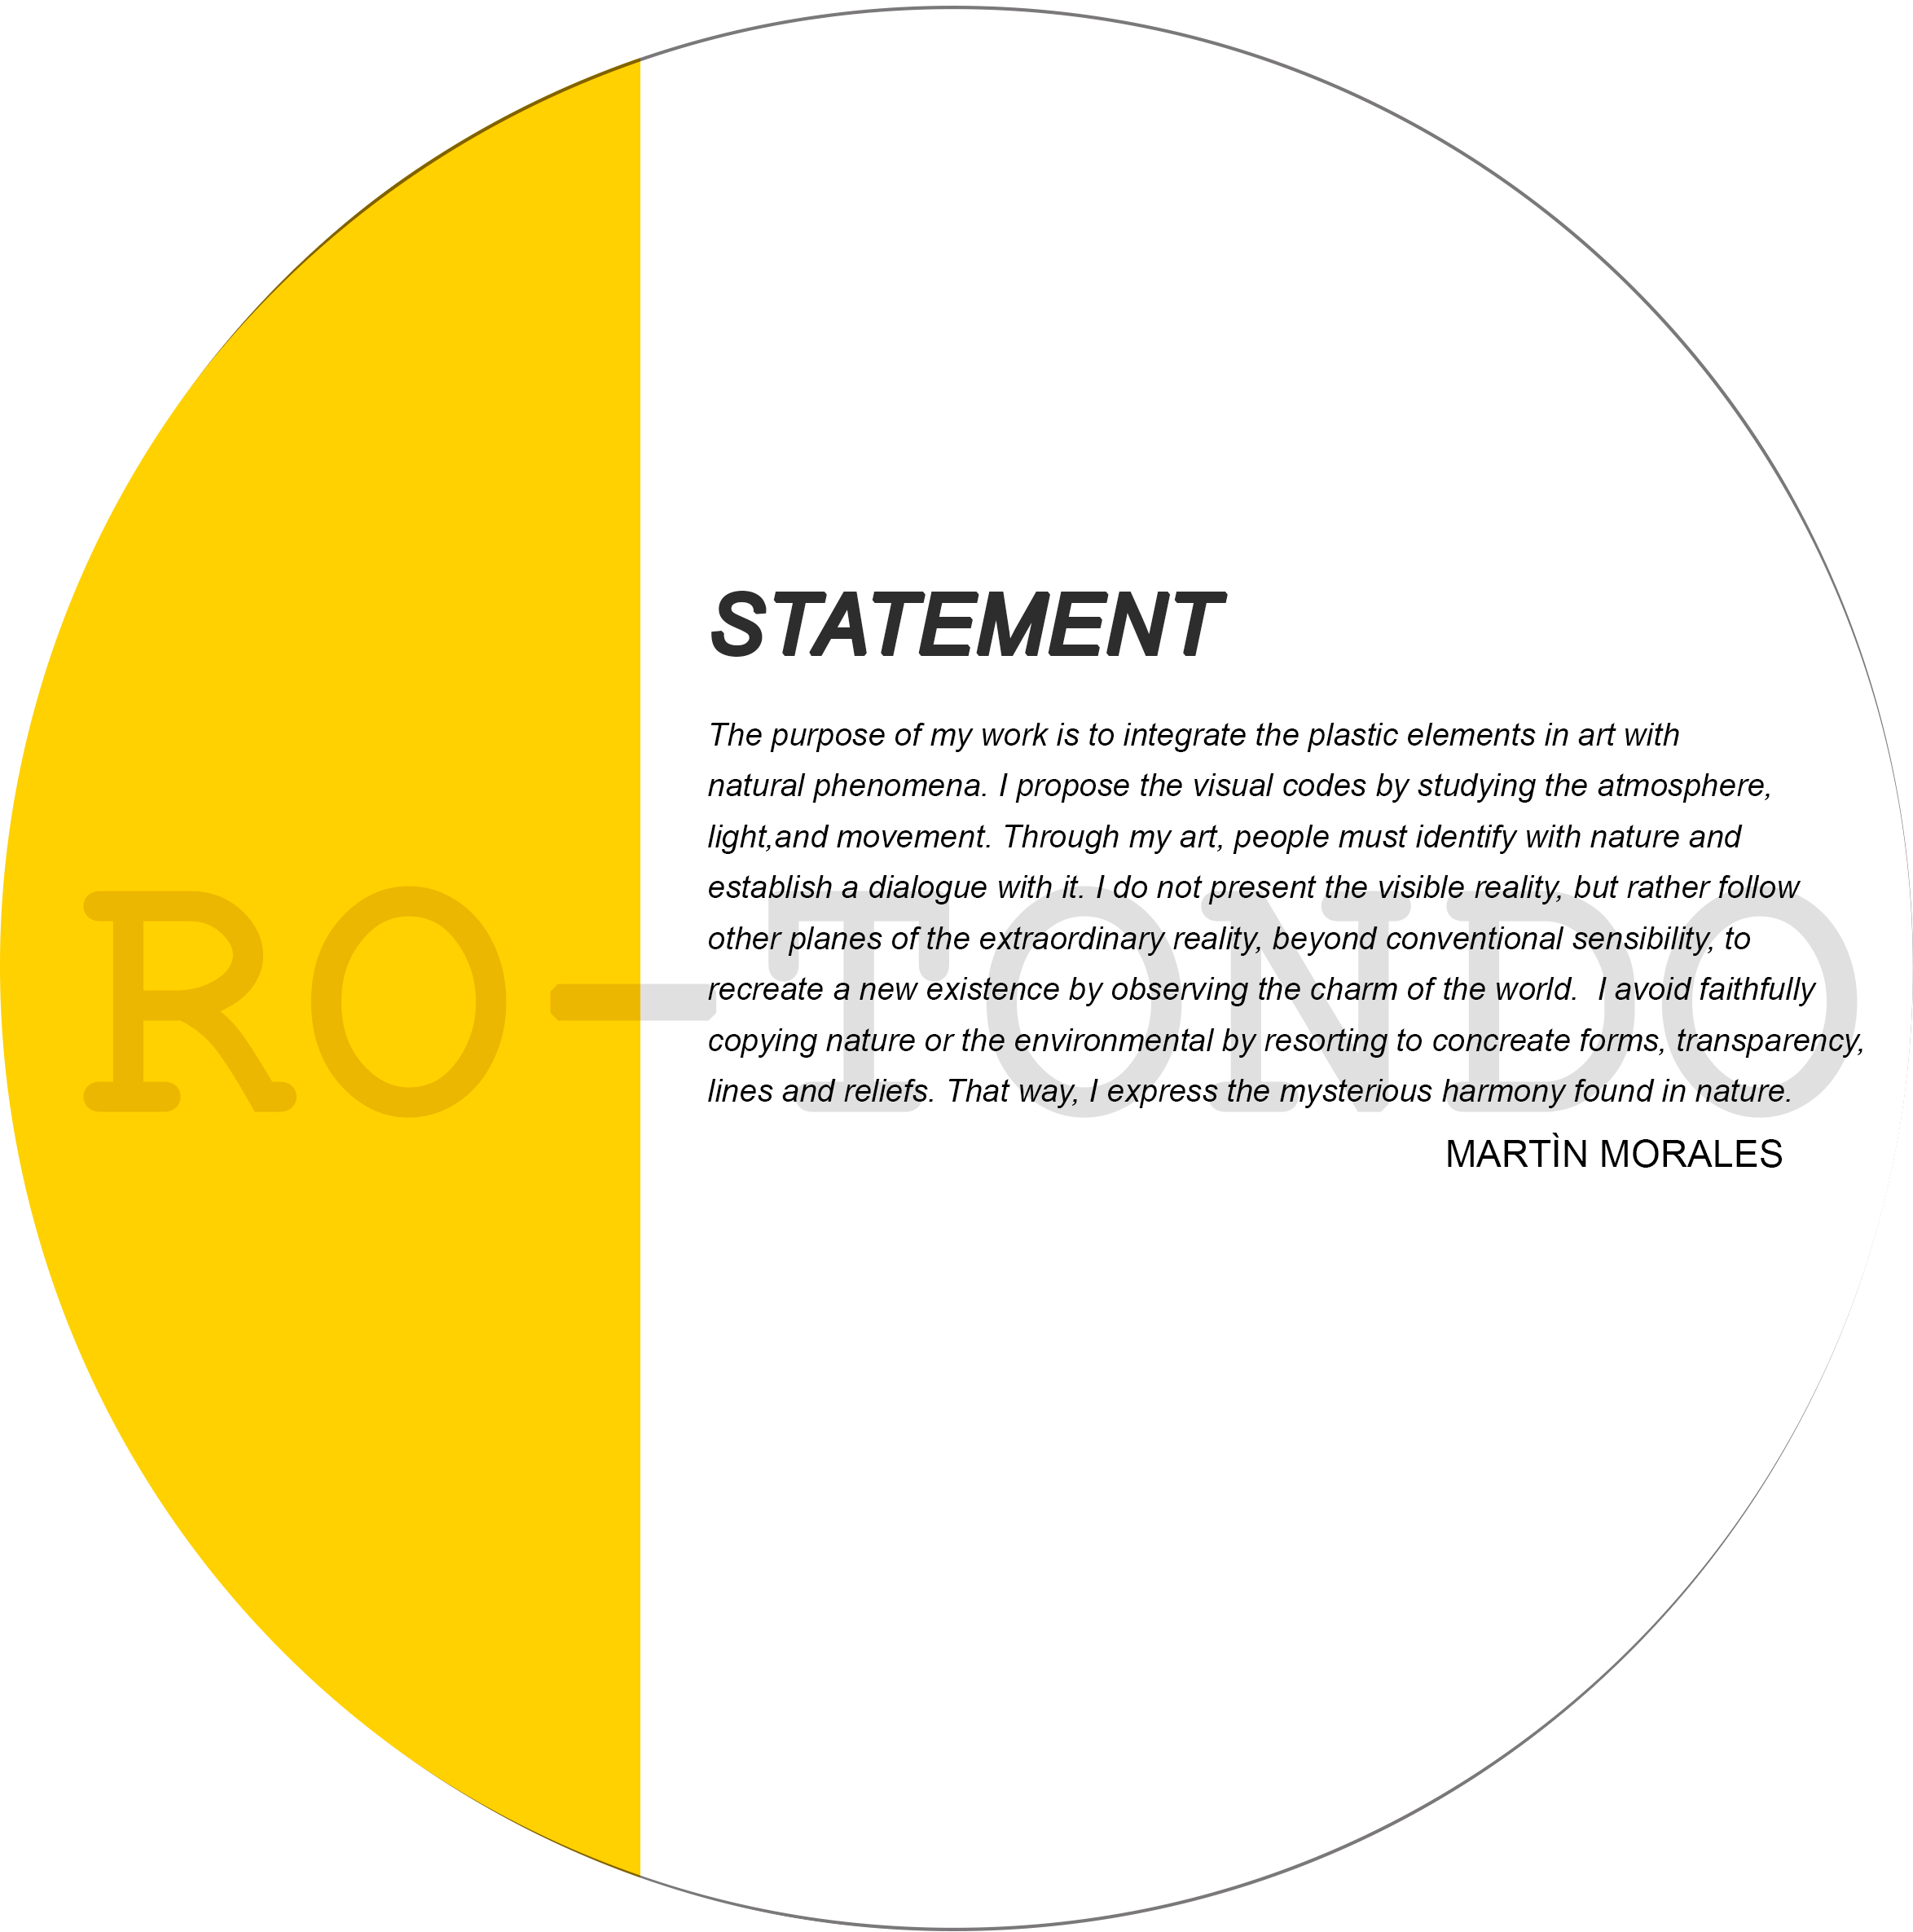 STATEMENT
The purpose of my work is to integrate the plastic elements in art with
natural phenomena. I propose the visual codes by studying the atmosphere,
light,and movement. Through my art, people must identify with nature and
establish a dialogue with it. I do not present the visible reality, but rather follow
other planes of the extraordinary reality, beyond conventional sensibility, to
recreate a new existence by observing the charm of the world.  I avoid faithfully
copying nature or the environmental by resorting to concreate forms, transparency,
lines and reliefs. That way, I express the mysterious harmony found in nature.
RO-TONDO
MARTÌN MORALES